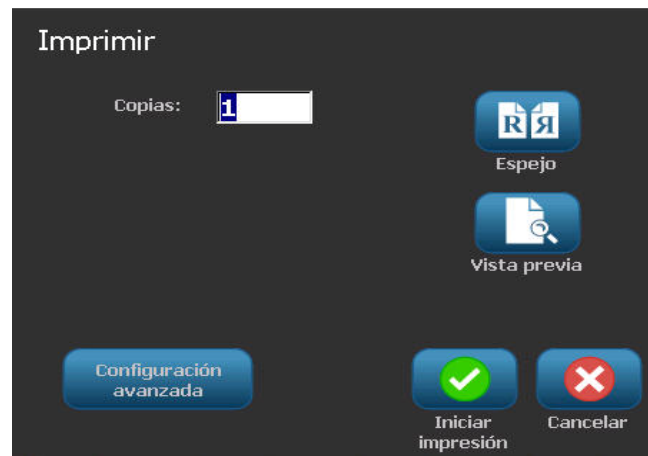 Imprimir
Copias: 1
R Я
Espejo
Vista previa
Configuración
avanzada
Iniciar
impresión
Cancelar